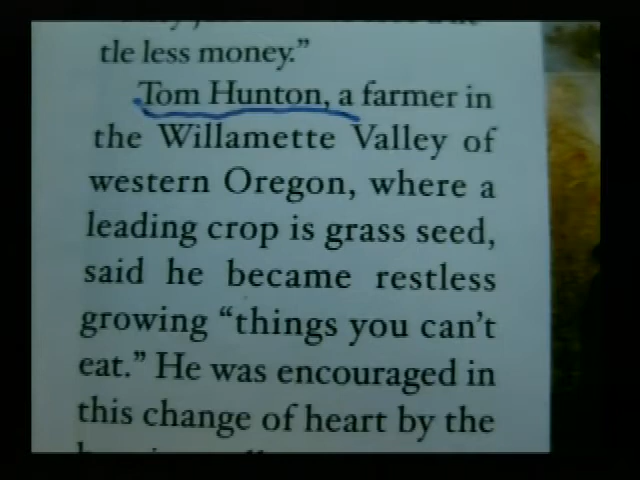 tle less money.”
Tom Hunton, a farmer in
the Willamette Valley of
western Oregon, where a
leading crop is grass seed,
said he became restless
growing “things you can’t
eat.” He was encouraged in
this change of heart by the